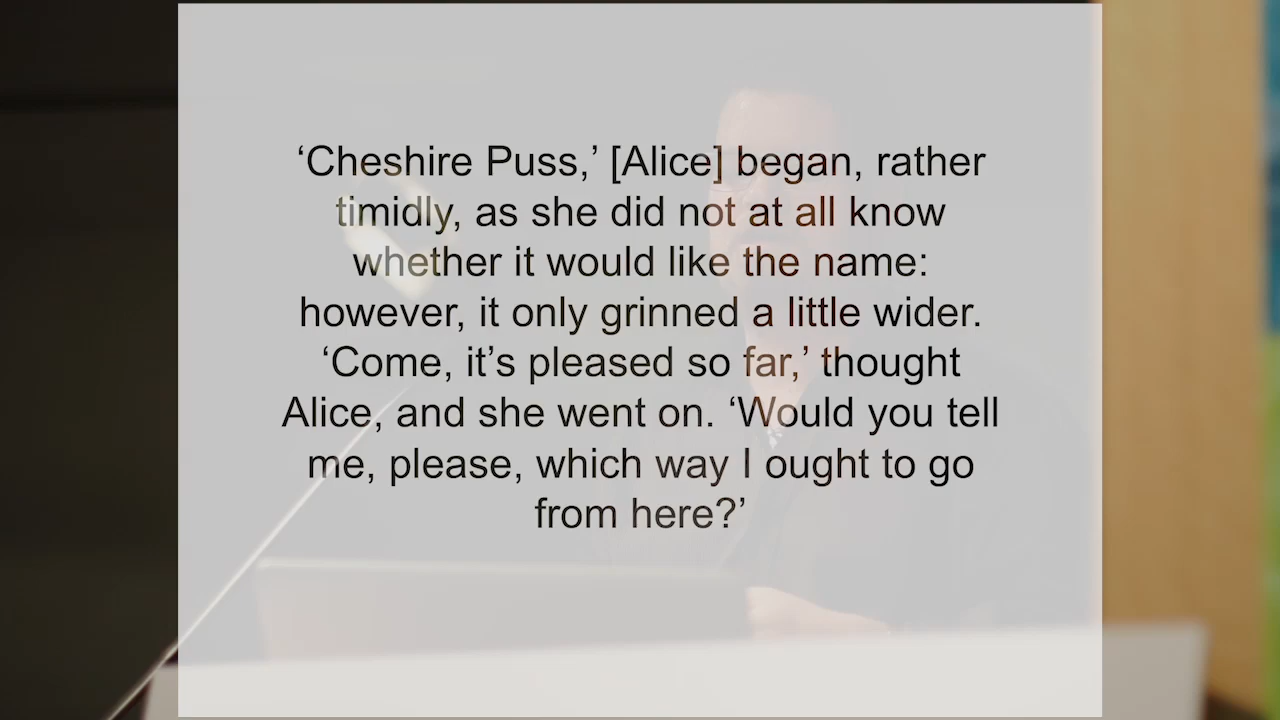 ‘Cheshire Puss,’ [Alice] began, rather
timidly, as she did not at all know
whether it would like the name:
however, it only grinned a little wider.
‘Come, it’s pleased so far,’ thought
Alice, and she went on. ‘Would you tell
me, please, which way I ought to go
from here?’